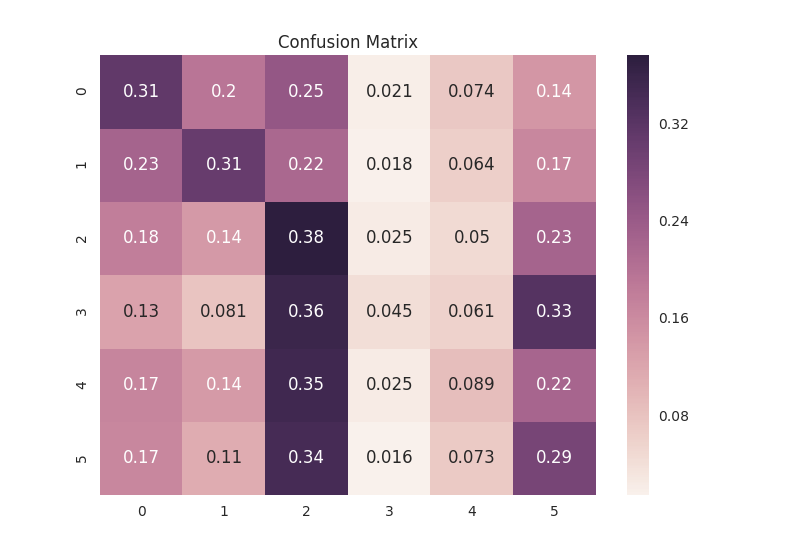 Confusion Matrix
0 0.31 0.2 0.25 0.021 0.074 0.14
1 0.23 0.31 0.22 0.018 0.064 0.17
2 0.18 0.14 0.38 0.025 0.05 0.23
3 0.13 0.081 0.36 0.045 0.061 0.33
4 0.17 0.14 0.35 0.025 0.089 0.22
5 0.17 0.11 0.34 0.016 0.073 0.29
0 1 2 3 4 5
0.32
0.24
0.16
0.08